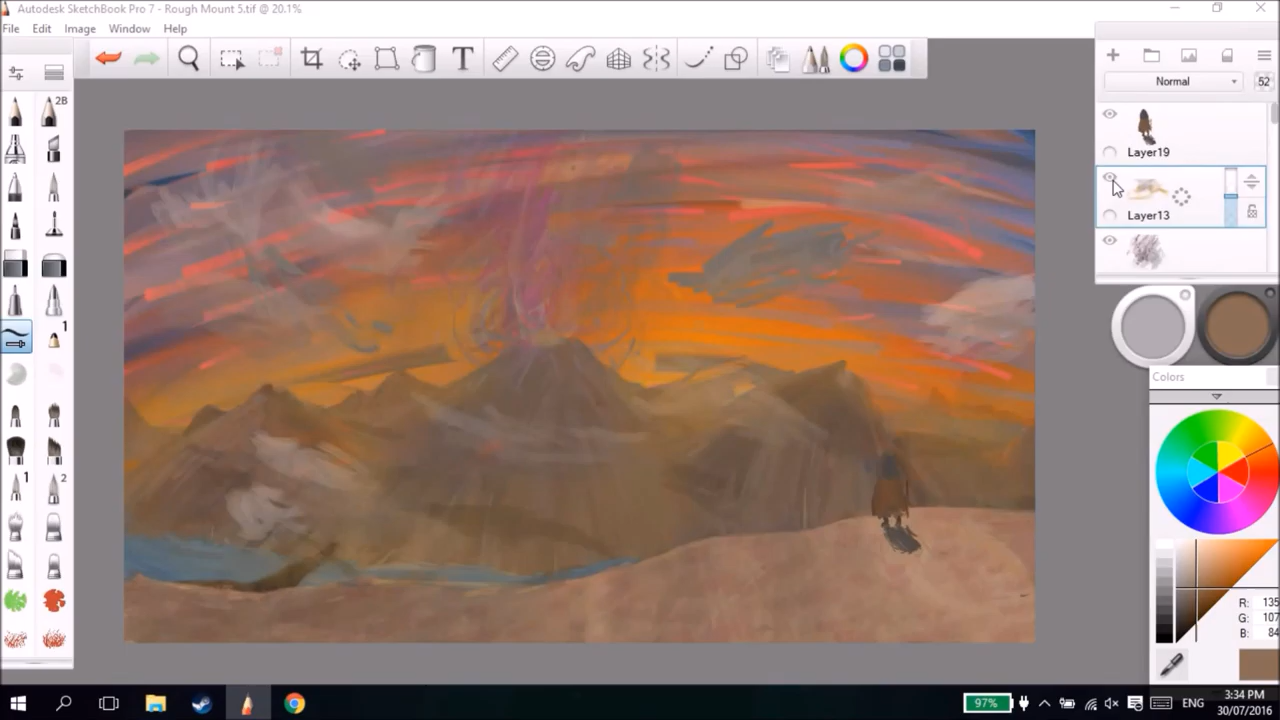 Autodesk SketchBook Pro 7 - Rough Mount 5.tif @ 20.1%
File Edit Image Window Help
T
Normal 52
2B
Layer19
Layer13
1
Colors
1 2
R: 135
G: 107
B: 84
97% ENG 3:34 PM
30/07/2016